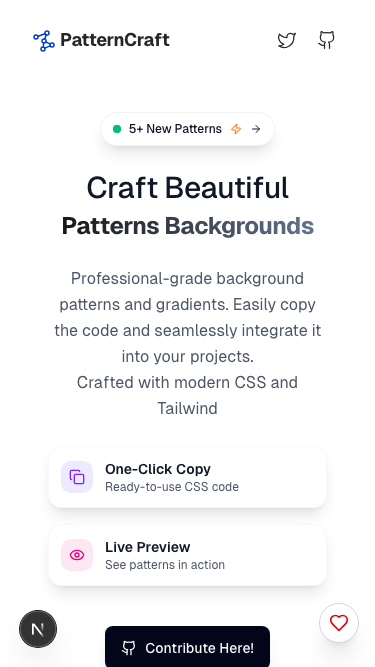 PatternCraft
5+ New Patterns
Craft Beautiful
Patterns Backgrounds
Professional-grade background
patterns and gradients. Easily copy
the code and seamlessly integrate it
into your projects.
Crafted with modern CSS and
Tailwind
One-Click Copy
Ready-to-use CSS code
Live Preview
See patterns in action
N
Contribute Here!